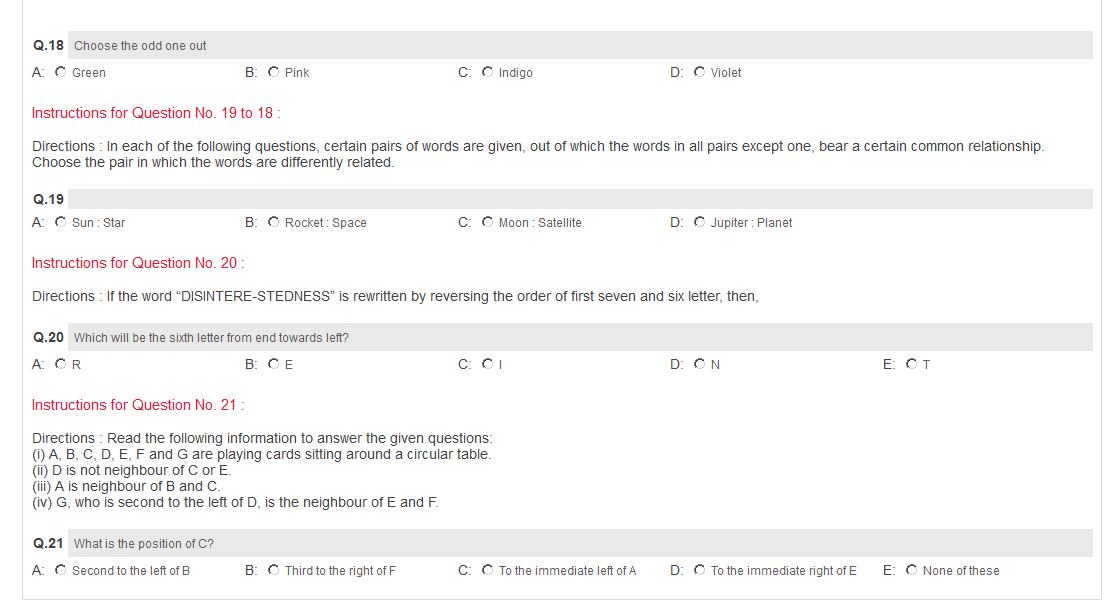 Q.18 Choose the odd one out
A: Green B: Pink C: Indigo D: Violet
Instructions for Question No. 19 to 18 :
Directions : In each of the following questions, certain pairs of words are given, out of which the words in all pairs except one, bear a certain common relationship.
Choose the pair in which the words are differently related.
Q.19
A: Sun : Star B: Rocket : Space C: Moon : Satellite D: Jupiter : Planet
Instructions for Question No. 20 :
Directions : If the word “DISINTERE-STEDNESS” is rewritten by reversing the order of first seven and six letter, then,
Q.20 Which will be the sixth letter from end towards left?
A: R B: E C: I D: N E: T
Instructions for Question No. 21 :
Directions : Read the following information to answer the given questions:
(i) A, B, C, D, E, F and G are playing cards sitting around a circular table.
(ii) D is not neighbour of C or E.
(iii) A is neighbour of B and C.
(iv) G, who is second to the left of D, is the neighbour of E and F.
Q.21 What is the position of C?
A: Second to the left of B B: Third to the right of F C: To the immediate left of A D: To the immediate right of E E: None of these